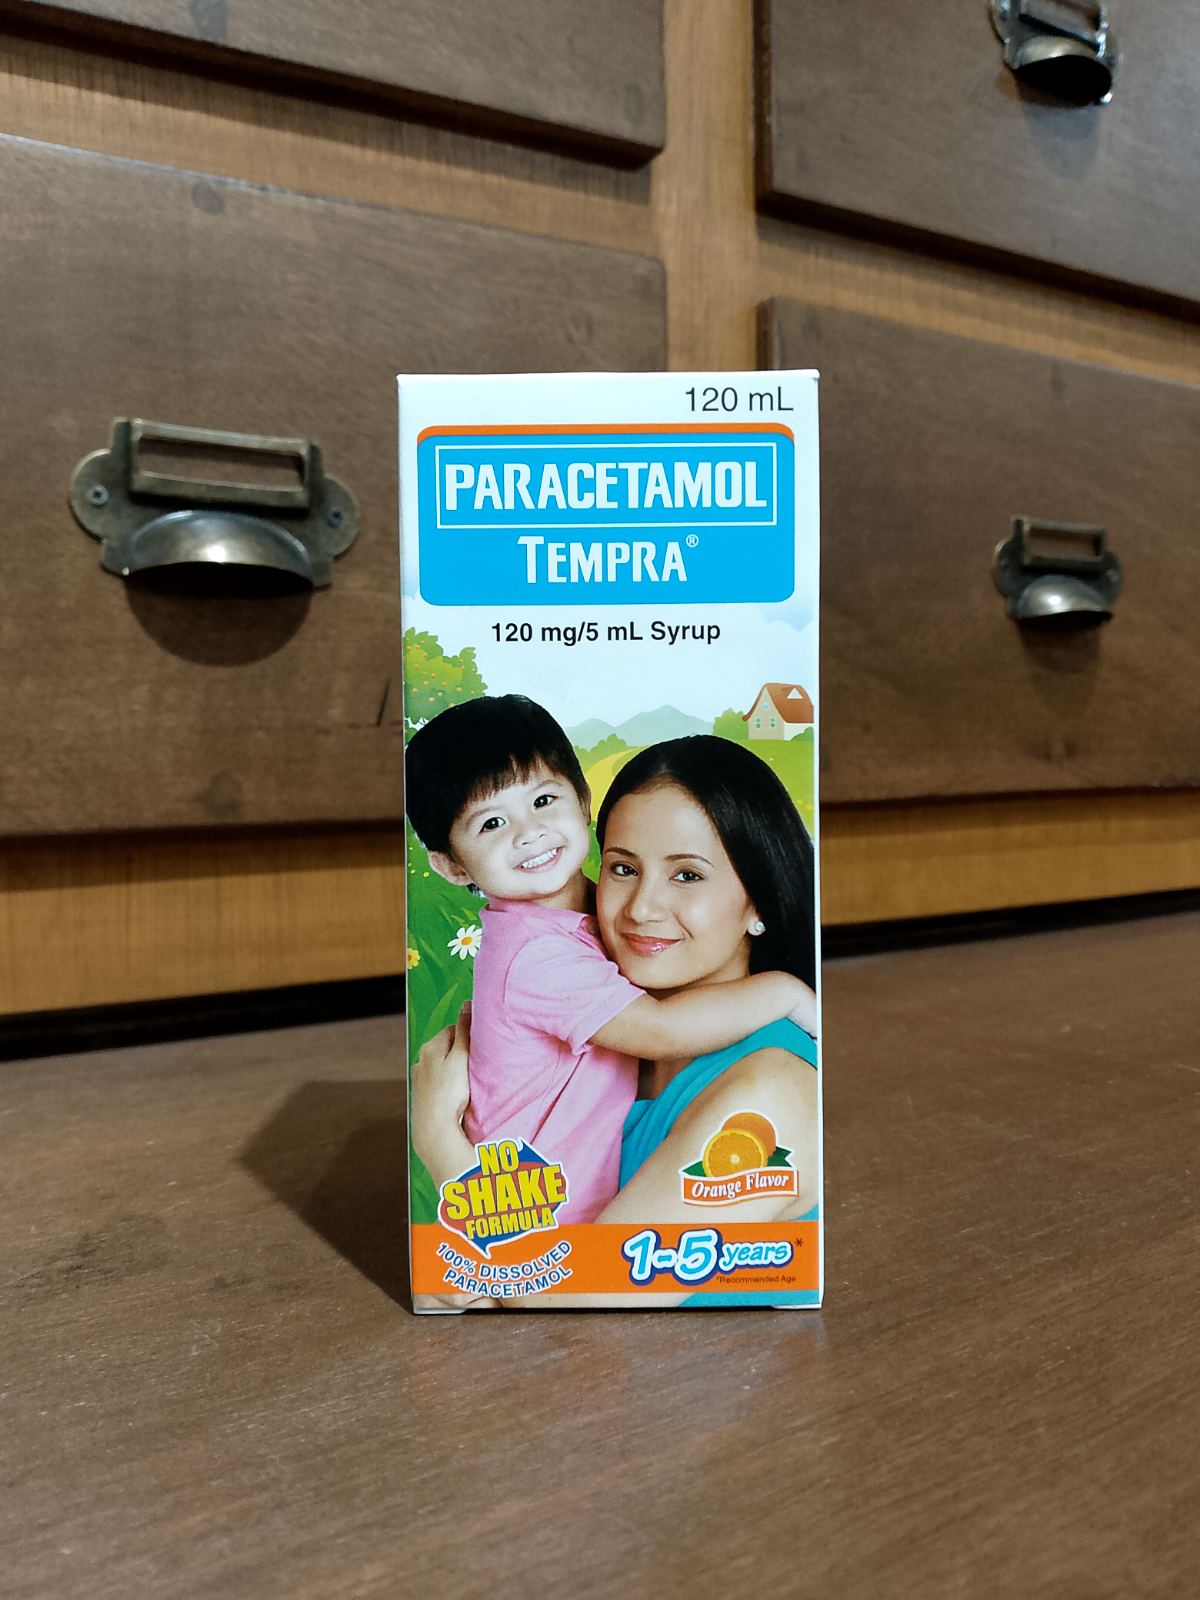 120 mL
PARACETAMOL
TEMPRA®
120 mg/5 mL Syrup
NO
SHAKE
FORMULA
100% DISSOLVED
PARACETAMOL
Orange Flavor
1-5 years*
*Recommended Age